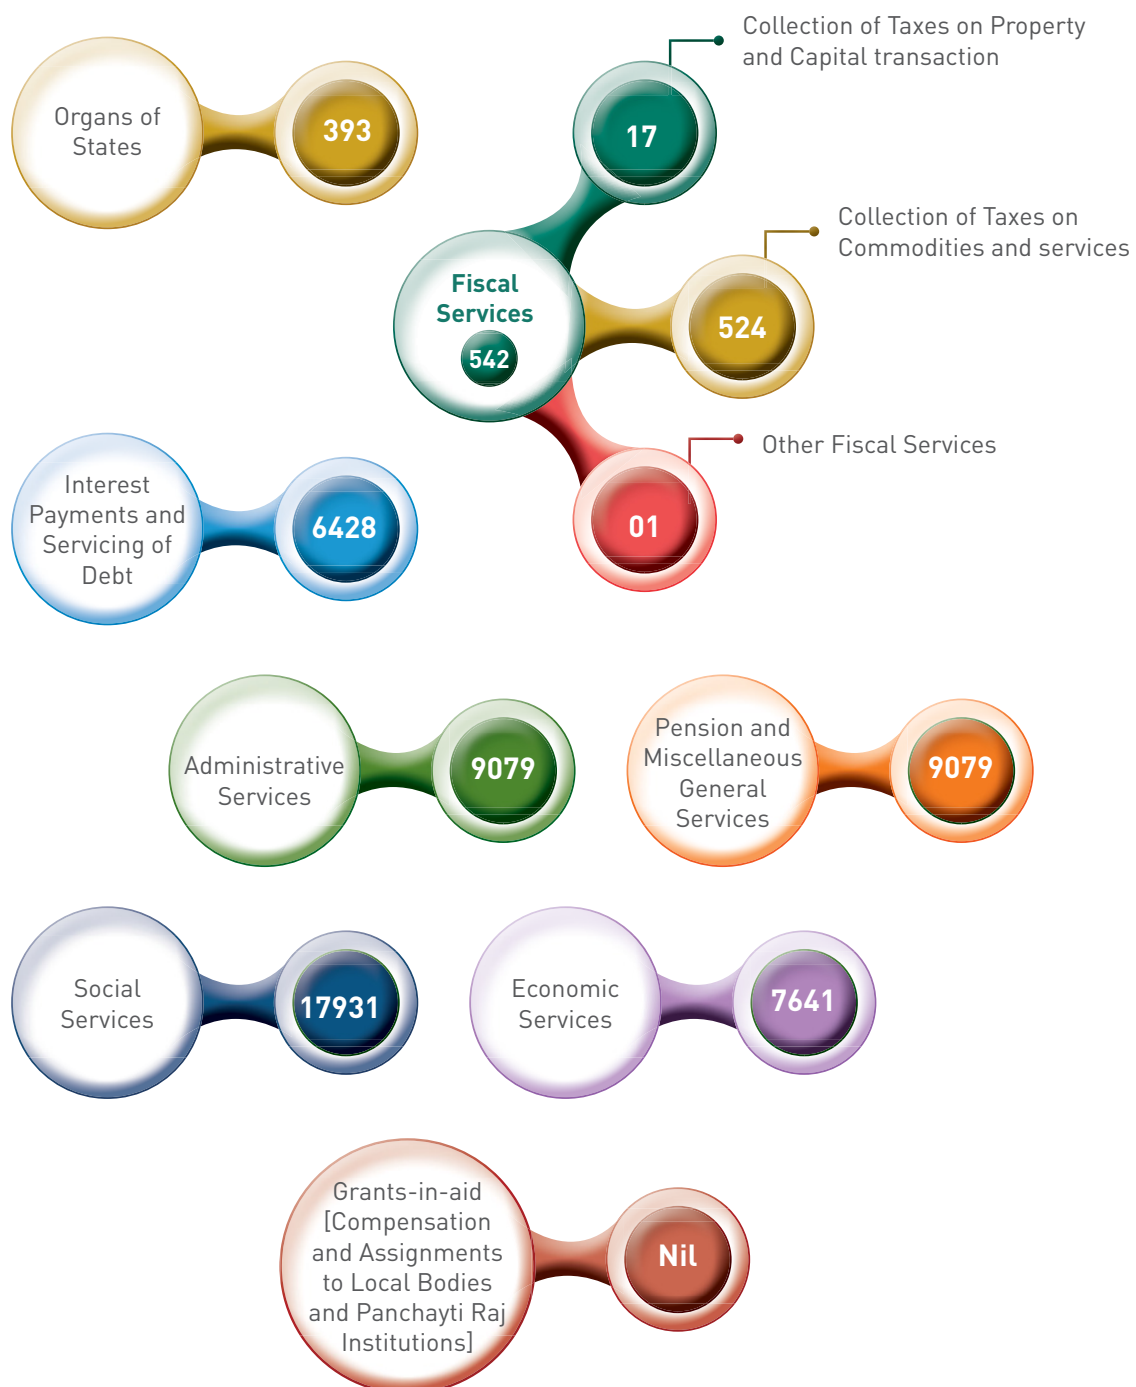 Collection of Taxes on Property
and Capital transaction
Organs of
States
393
17
Collection of Taxes on
Commodities and services
Fiscal
Services
542
524
Other Fiscal Services
01
Interest
Payments and
Servicing of
Debt
6428
Administrative
Services
9079
Pension and
Miscellaneous
General
Services
9079
Social
Services
17931
Economic
Services
7641
Grants-in-aid
[Compensation
and Assignments
to Local Bodies
and Panchayti Raj
Institutions]
Nil